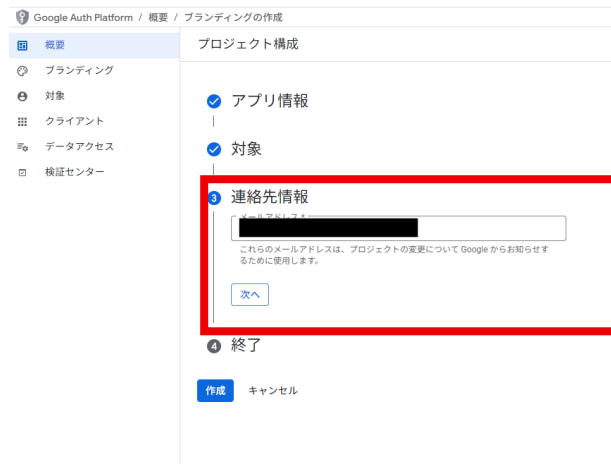 Google Auth Platform / 概要 / ブランディングの作成
概要
プロジェクト構成
ブランディング
対象
クライアント
データアクセス
検証センター
アプリ情報
対象
3 連絡先情報
メールアドレス *
これらのメールアドレスは、プロジェクトの変更について Google からお知らせす
るために使用します。
次へ
4 終了
作成 キャンセル